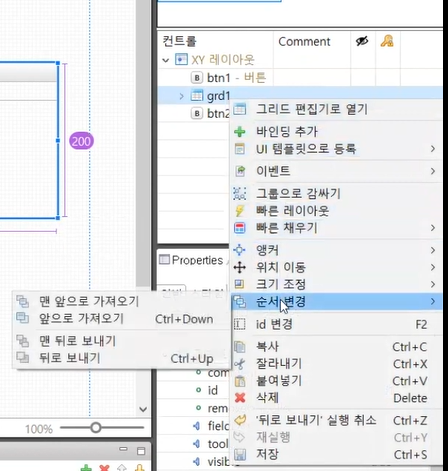 컨트롤 Comment
XY 레이아웃
btn1 - 버튼
grd1
btn2
200
그리드 편집기로 열기
바인딩 추가
UI 템플릿으로 등록
이벤트
그룹으로 감싸기
빠른 레이아웃
빠른 채우기
앵커
위치 이동
크기 조정
순서 변경
id 변경 F2
복사 Ctrl+C
잘라내기 Ctrl+X
붙여넣기 Ctrl+V
삭제 Delete
'뒤로 보내기' 실행 취소 Ctrl+Z
재실행 Ctrl+Y
저장 Ctrl+S
맨 앞으로 가져오기
앞으로 가져오기 Ctrl+Down
맨 뒤로 보내기
뒤로 보내기 Ctrl+Up
Properties
com
id
rem
field
tool
visible
100%